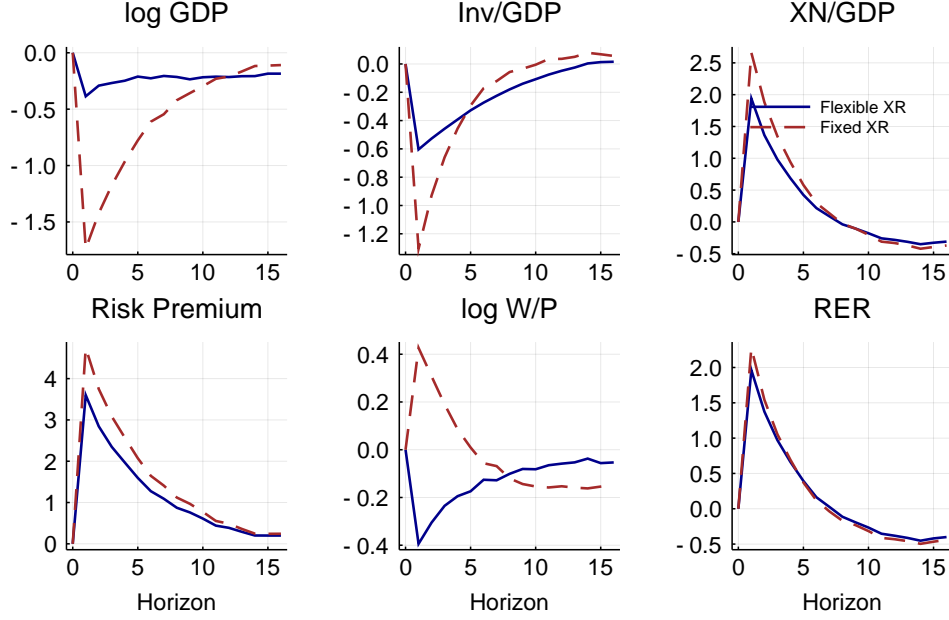 log GDP
0.0
- 0.5
- 1.0
- 1.5
0 5 10 15
Inv/GDP
0.0
- 0.2
- 0.4
- 0.6
- 0.8
- 1.0
- 1.2
0 5 10 15
XN/GDP
2.5
2.0
1.5
1.0
0.5
0.0
- 0.5
0 5 10 15
Flexible XR
Fixed XR
Risk Premium
4
3
2
1
0
0 5 10 15
Horizon
log W/P
0.4
0.2
0.0
- 0.2
- 0.4
0 5 10 15
Horizon
RER
2.0
1.5
1.0
0.5
0.0
- 0.5
0 5 10 15
Horizon